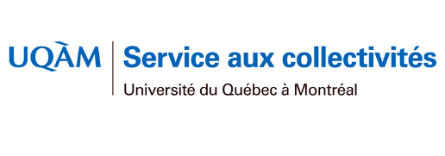 UQÀM Service aux collectivités
Université du Québec à Montréal